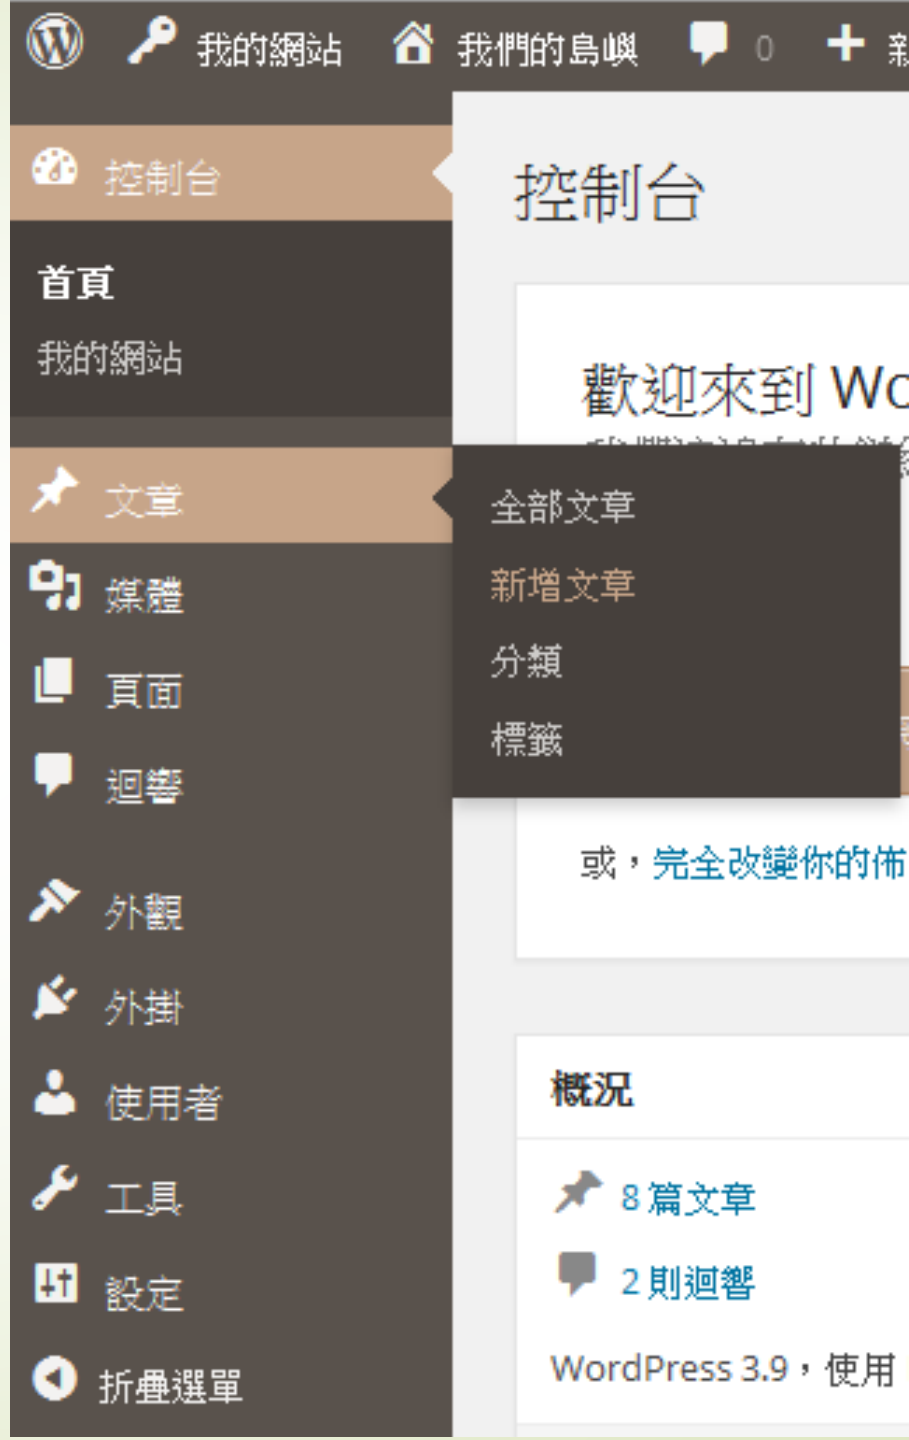 我的網站 我們的島嶼 0 新
控制台
首頁
我的網站
文章
媒體
頁面
迴響
外觀
外掛
使用者
工具
設定
折疊選單
全部文章
新增文章
分類
標籤
控制台
歡迎來到 Wo
或，完全改變你的佈
概況
8 篇文章
2 則迴響
WordPress 3.9，使用